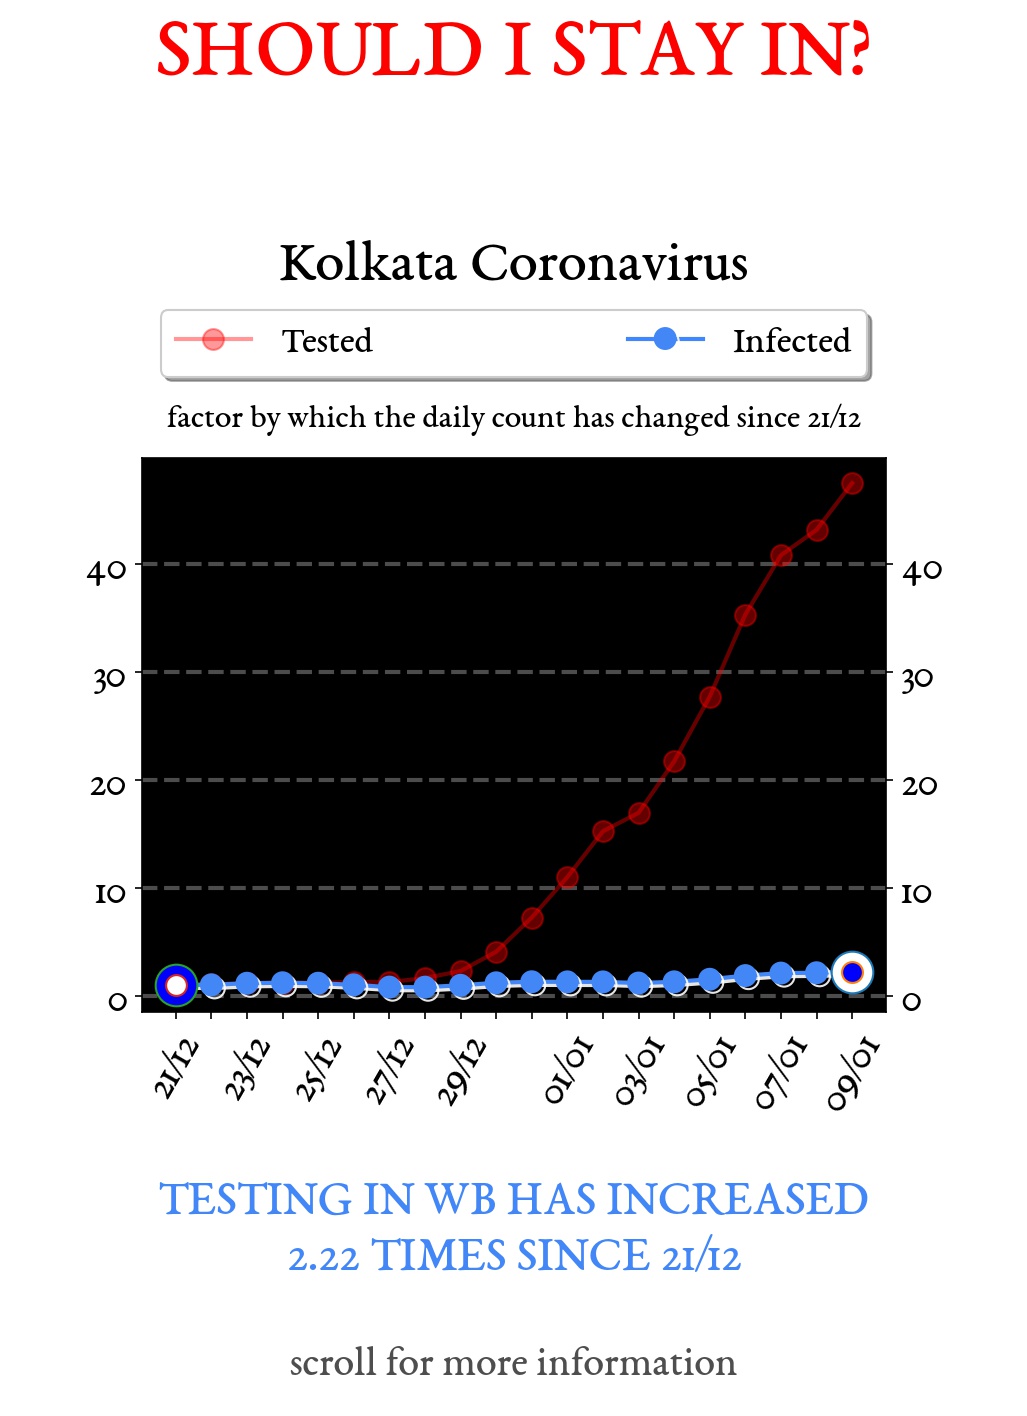 SHOULD I STAY IN?
Kolkata Coronavirus
Tested Infected
factor by which the daily count has changed since 21/12
40 40
30 30
20 20
10 10
0 0
21/12 23/12 25/12 27/12 29/12 01/01 03/01 05/01 07/01 09/01
TESTING IN WB HAS INCREASED
2.22 TIMES SINCE 21/12
scroll for more information